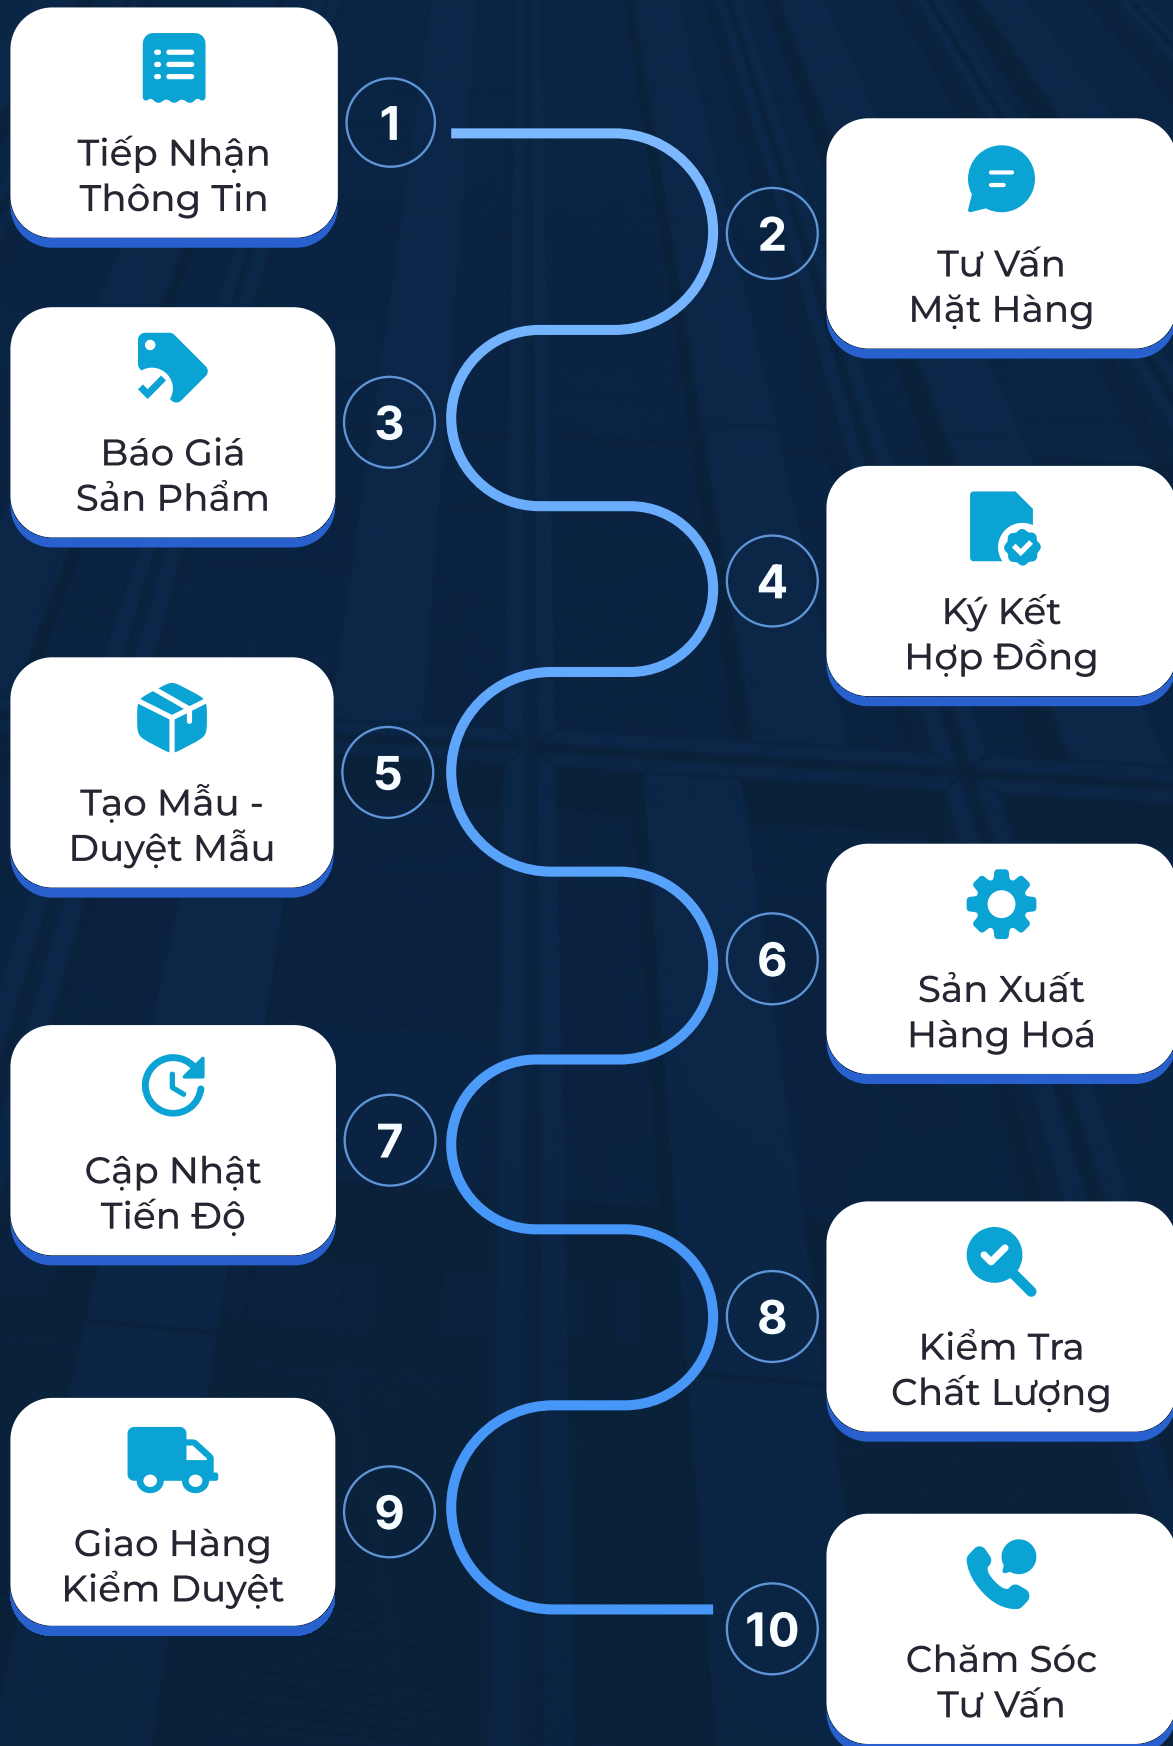 Tiếp Nhận
Thông Tin
1
2
Tư Vấn
Mặt Hàng
Báo Giá
Sản Phẩm
3
4
Ký Kết
Hợp Đồng
Tạo Mẫu -
Duyệt Mẫu
5
6
Sản Xuất
Hàng Hoá
Cập Nhật
Tiến Độ
7
8
Kiểm Tra
Chất Lượng
Giao Hàng
Kiểm Duyệt
9
10
Chăm Sóc
Tư Vấn